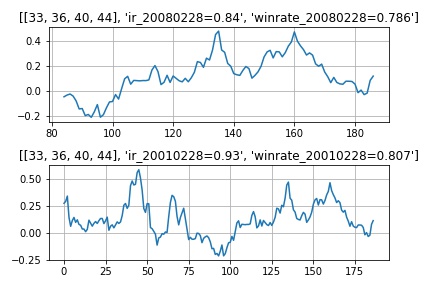 [[33, 36, 40, 44], 'ir_20080228=0.84', 'winrate_20080228=0.786']
0.4
0.2
0.0
−0.2
80 100 120 140 160 180
[[33, 36, 40, 44], 'ir_20010228=0.93', 'winrate_20010228=0.807']
0.50
0.25
0.00
−0.25
0 25 50 75 100 125 150 175